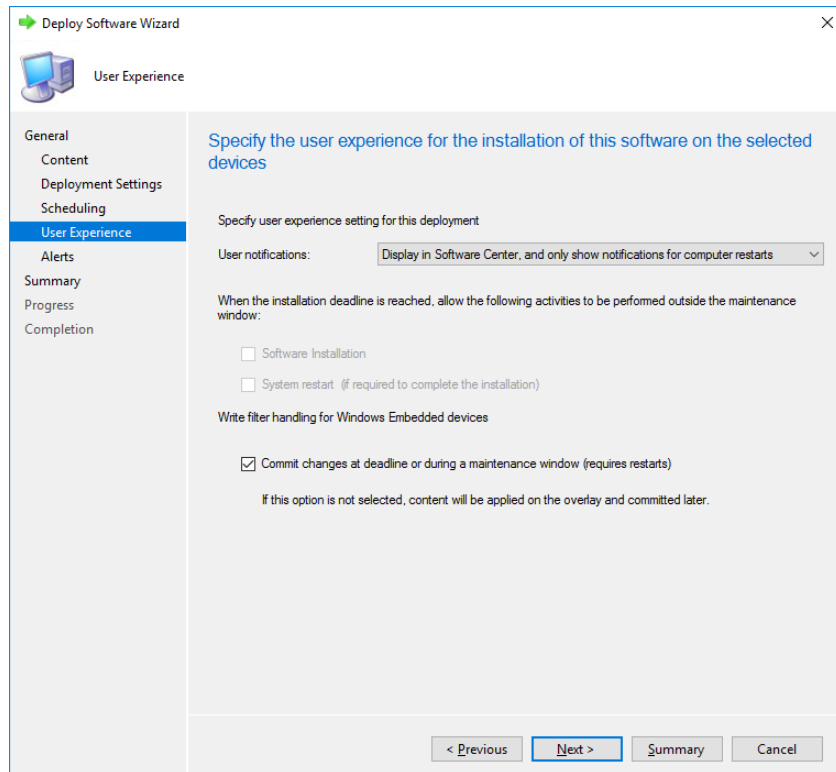 Deploy Software Wizard
User Experience
General
Content
Deployment Settings
Scheduling
User Experience
Alerts
Summary
Progress
Completion
Specify the user experience for the installation of this software on the selected
devices
Specify user experience setting for this deployment
User notifications:
Display in Software Center, and only show notifications for computer restarts
When the installation deadline is reached, allow the following activities to be performed outside the maintenance
window:
Software Installation
System restart (if required to complete the installation)
Write filter handling for Windows Embedded devices
Commit changes at deadline or during a maintenance window (requires restarts)
If this option is not selected, content will be applied on the overlay and committed later.
< Previous
Next >
Summary
Cancel